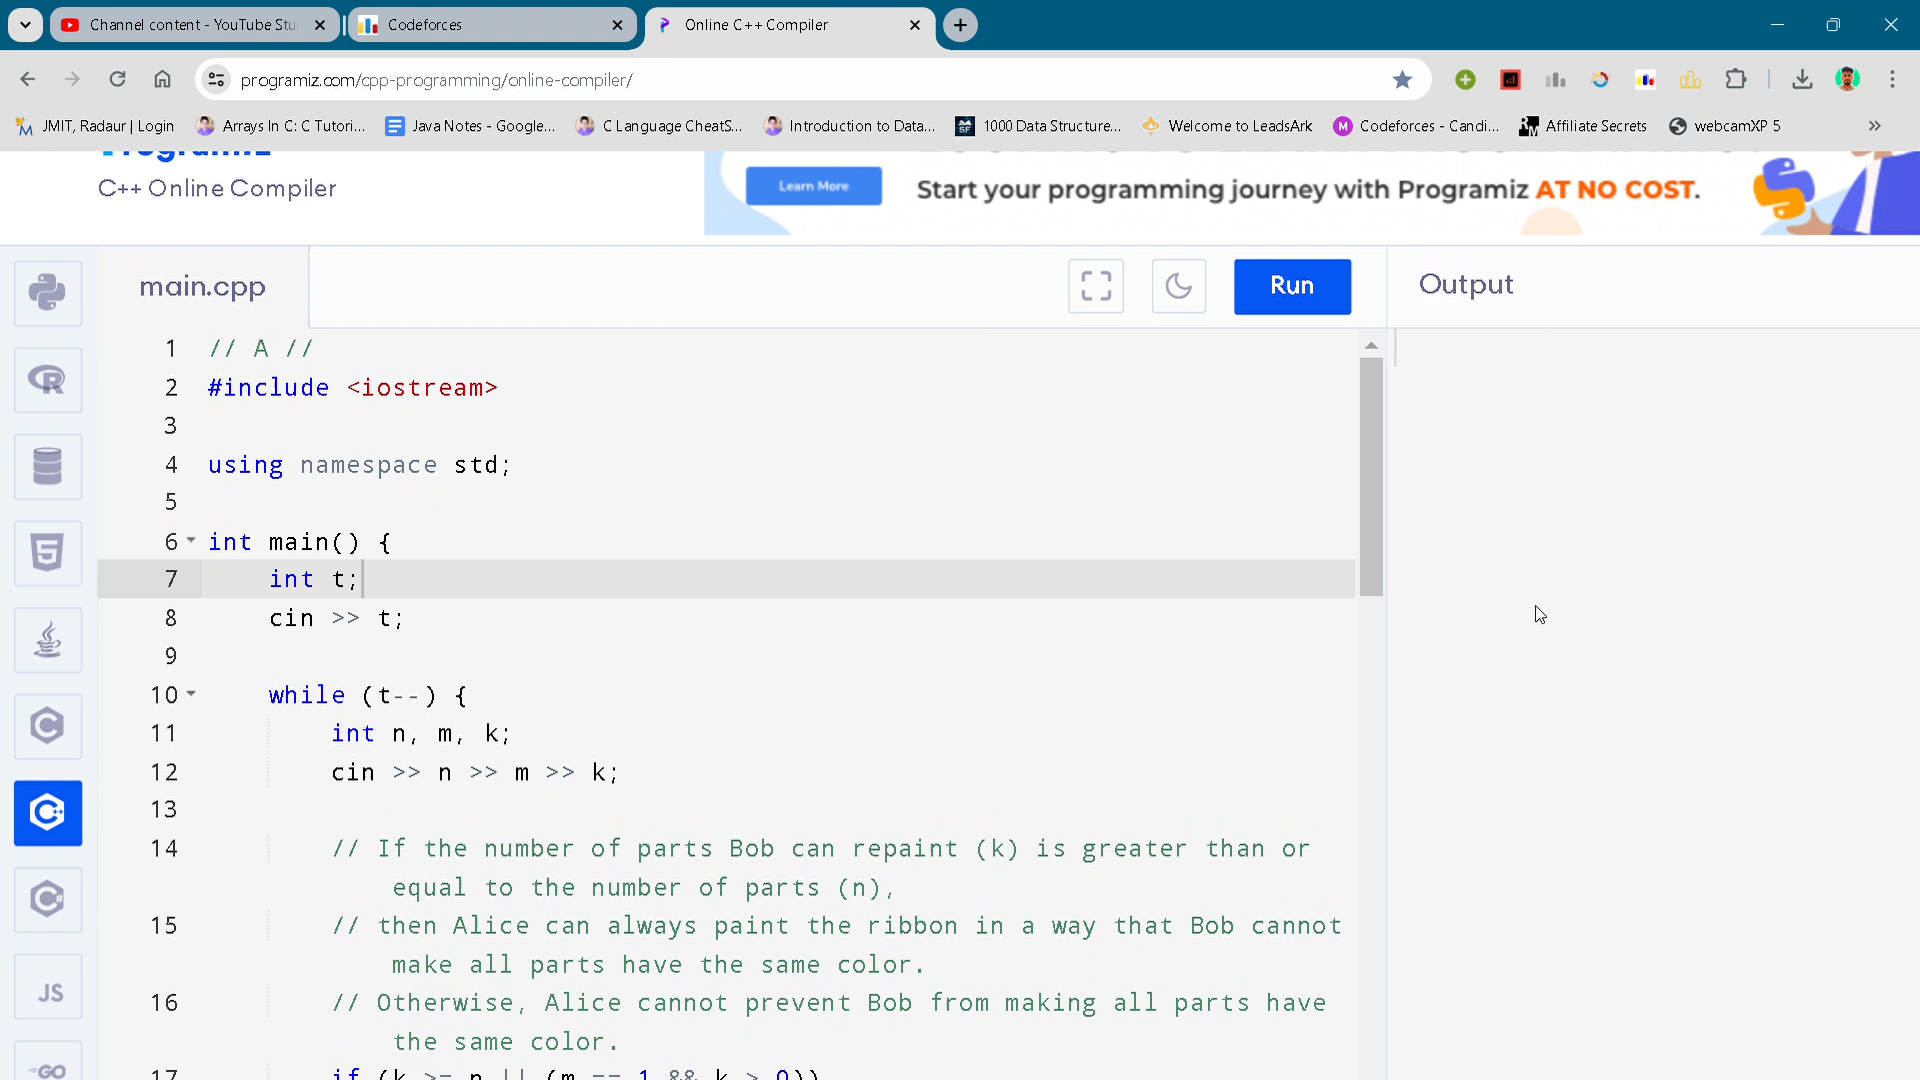 Channel content - YouTube Stu
Codeforces
Online C++ Compiler
programiz.com/cpp-programming/online-compiler/
JMIT, Radaur | Login
Arrays In C: C Tutori...
Java Notes - Google...
C Language CheatS...
Introduction to Data...
1000 Data Structure...
Welcome to LeadsArk
Codeforces - Candi...
Affiliate Secrets
webcamXP 5
Programiz
C++ Online Compiler
Learn More
Start your programming journey with Programiz AT NO COST.
main.cpp
Run
Output
1 // A //
2 #include <iostream>
3
4 using namespace std;
5
6 int main() {
7 int t;
8 cin >> t;
9
10 while (t--) {
11 int n, m, k;
12 cin >> n >> m >> k;
13
14 // If the number of parts Bob can repaint (k) is greater than or
equal to the number of parts (n),
15 // then Alice can always paint the ribbon in a way that Bob cannot
make all parts have the same color.
16 // Otherwise, Alice cannot prevent Bob from making all parts have
the same color.
17 if (k >= n || (m == 1 && k > 0))
JS
GO